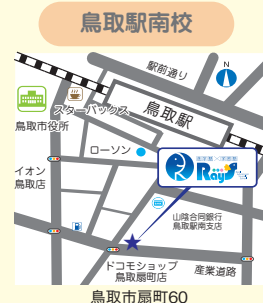 鳥取駅南校
駅前通り
N
スターバックス
鳥取駅
鳥取市役所
ローソン
Rays
イオン
鳥取店
山陰合同銀行
鳥取駅南支店
ドコモショップ
鳥取扇町店
産業道路
鳥取市扇町60